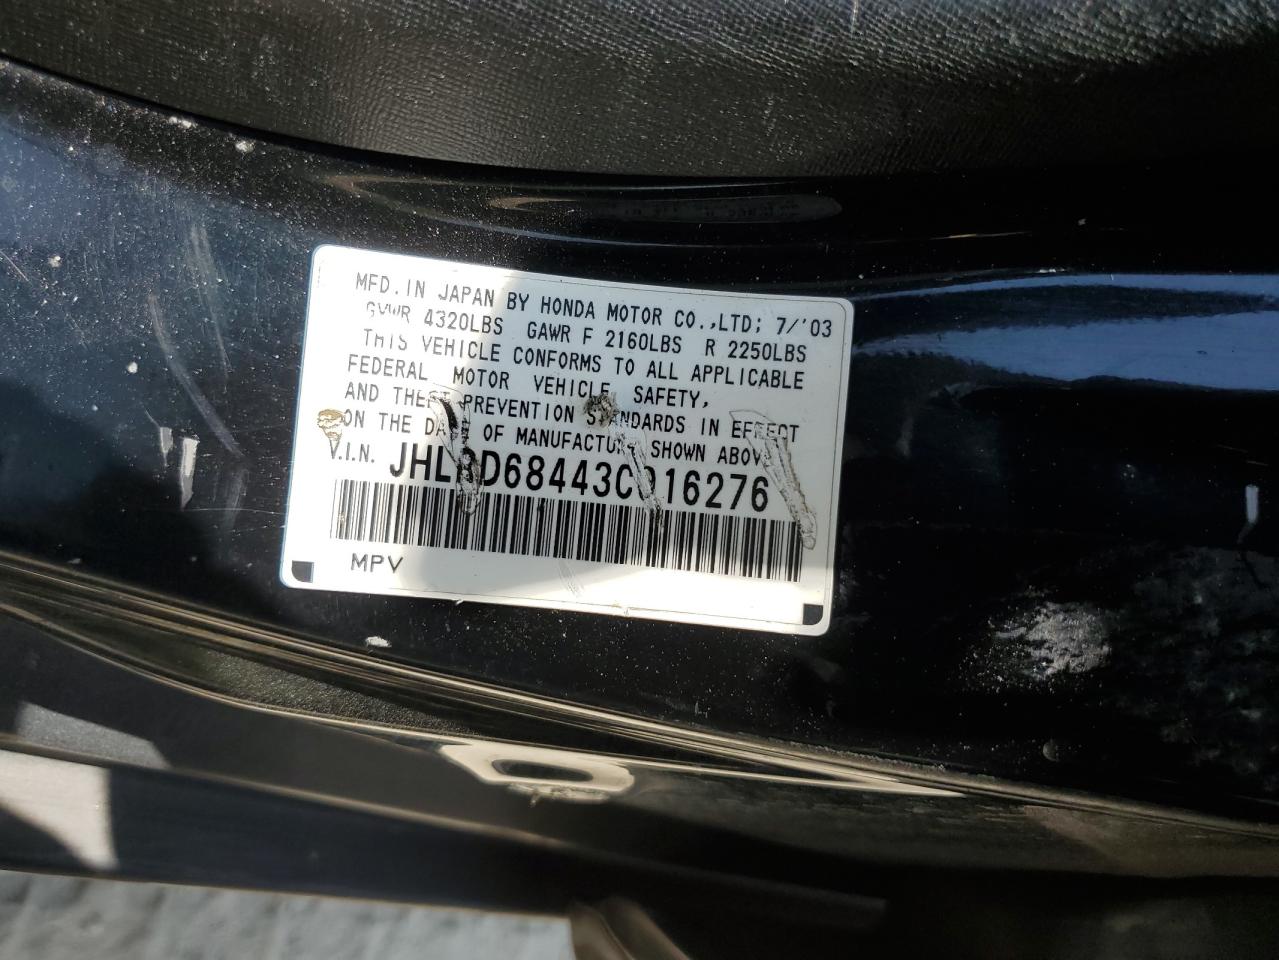 MFD. IN JAPAN BY HONDA MOTOR CO.,LTD; 7/'03
GVWR 4320LBS GAWR F 2160LBS R 2250LBS
THIS VEHICLE CONFORMS TO ALL APPLICABLE
FEDERAL MOTOR VEHICLE SAFETY,
AND THEFT PREVENTION STANDARDS IN EFFECT
ON THE DATE OF MANUFACTURE SHOWN ABOVE.
V.I.N. JHLRD68443C016276
MPV